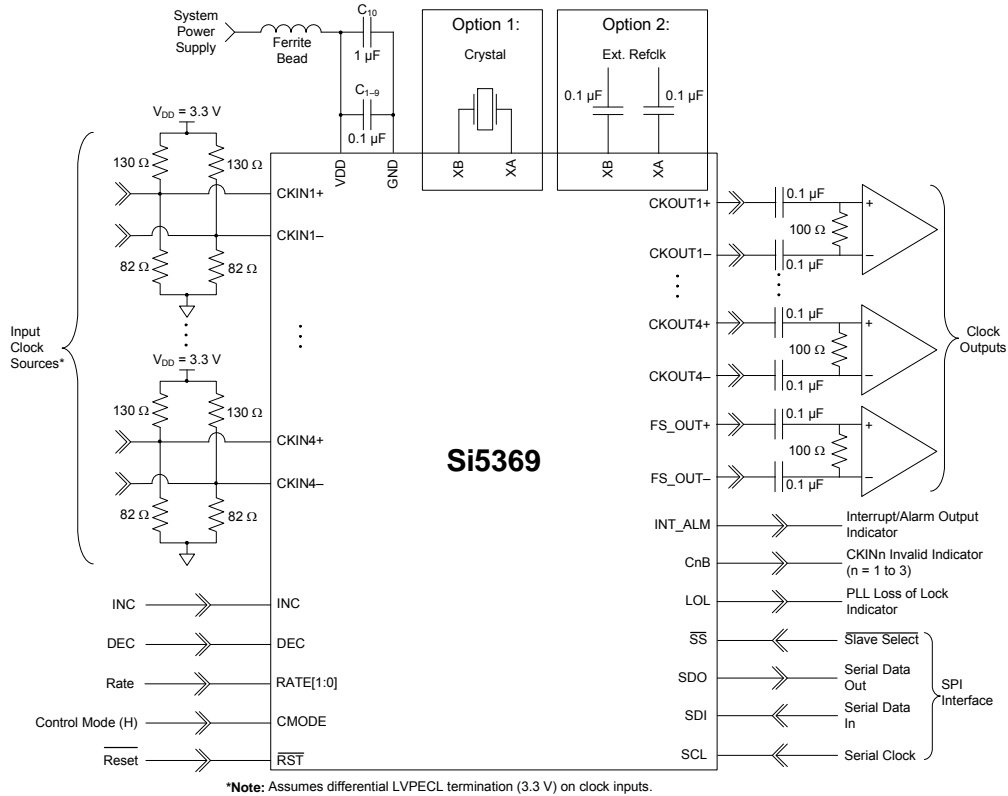 System
Power
Supply
Ferrite
Bead
C10
1 µF
C1–9
0.1 µF
Option 1:
Crystal
XB
XA
Option 2:
Ext. Refclk
0.1 µF
0.1 µF
XB
XA
VDD
GND
VDD = 3.3 V
130 Ω
130 Ω
CKIN1+
CKIN1–
82 Ω
82 Ω
Input
Clock
Sources*
VDD = 3.3 V
130 Ω
130 Ω
CKIN4+
CKIN4–
82 Ω
82 Ω
INC
INC
DEC
DEC
Rate
RATE[1:0]
Control Mode (H)
CMODE
Reset
RST
Si5369
CKOUT1+
0.1 µF
+
100 Ω
CKOUT1–
0.1 µF
–
CKOUT4+
0.1 µF
+
100 Ω
CKOUT4–
0.1 µF
–
FS_OUT+
0.1 µF
+
100 Ω
FS_OUT–
0.1 µF
–
Clock
Outputs
INT_ALM
Interrupt/Alarm Output
Indicator
CnB
CKINn Invalid Indicator
(n = 1 to 3)
LOL
PLL Loss of Lock
Indicator
SS
Slave Select
SDO
Serial Data
Out
SDI
Serial Data
In
SCL
Serial Clock
SPI
Interface
*Note: Assumes differential LVPECL termination (3.3 V) on clock inputs.